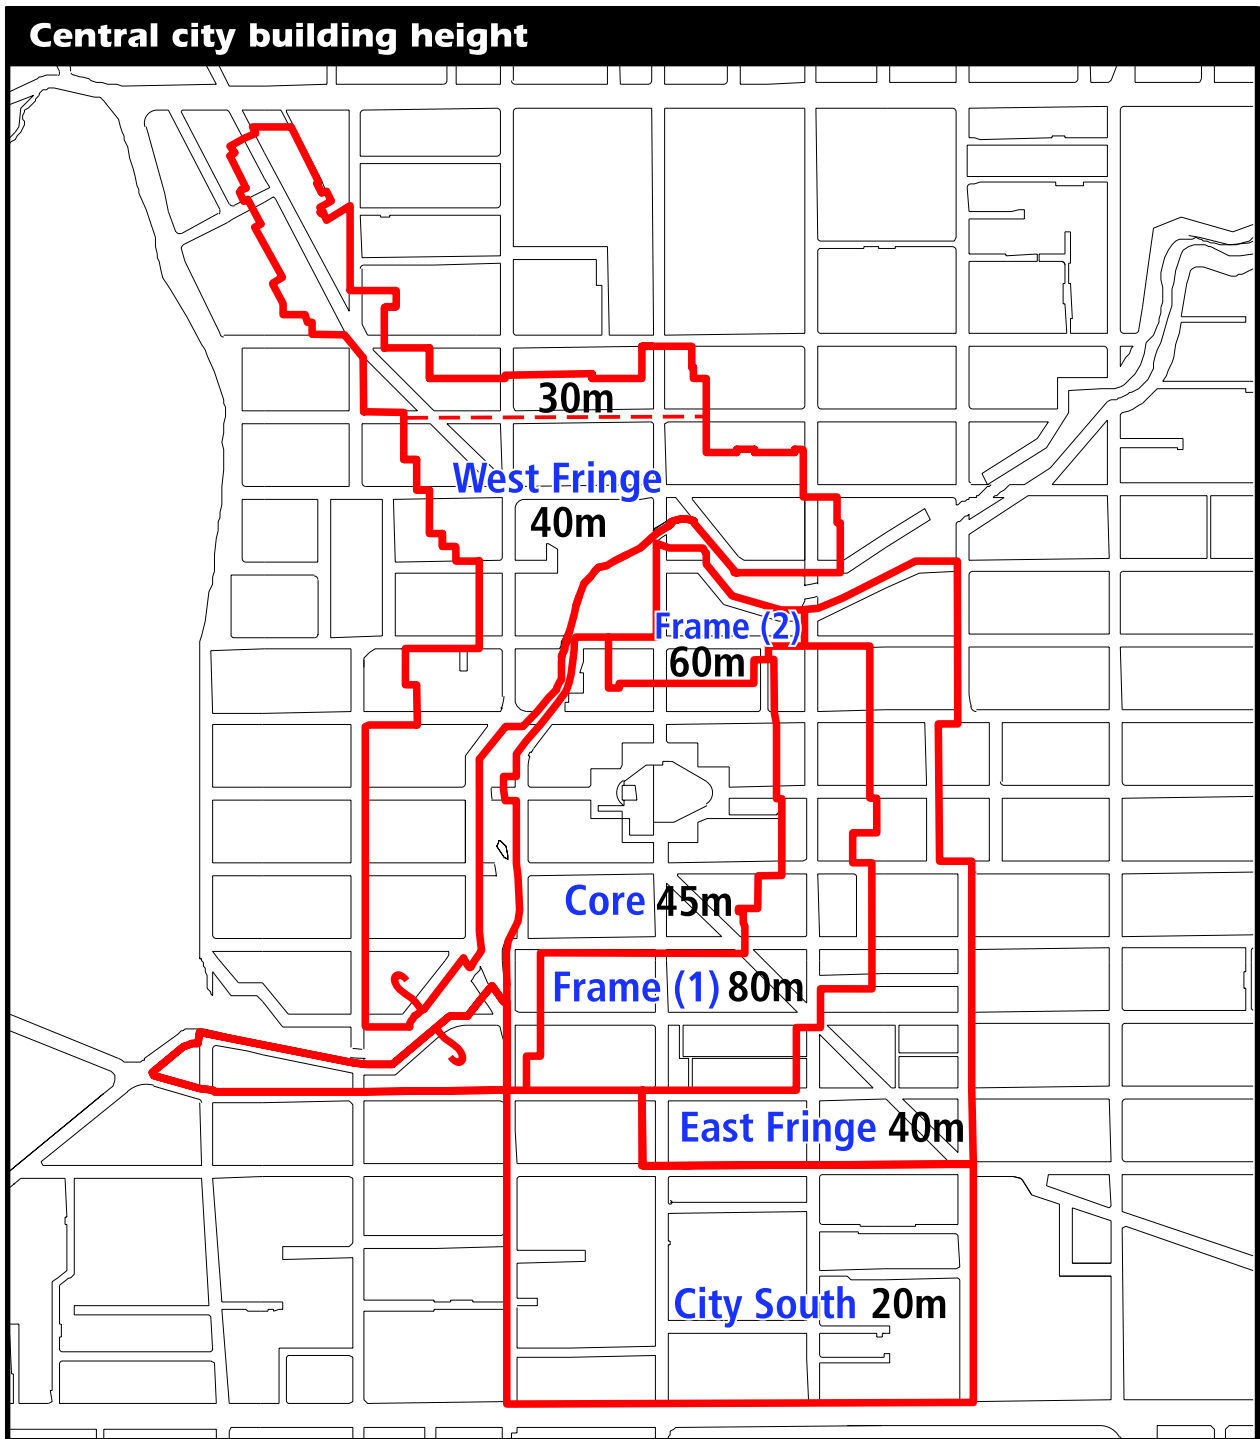 Central city building height
30m
West Fringe
40m
Frame (2)
60m
Core 45m
Frame (1) 80m
East Fringe 40m
City South 20m